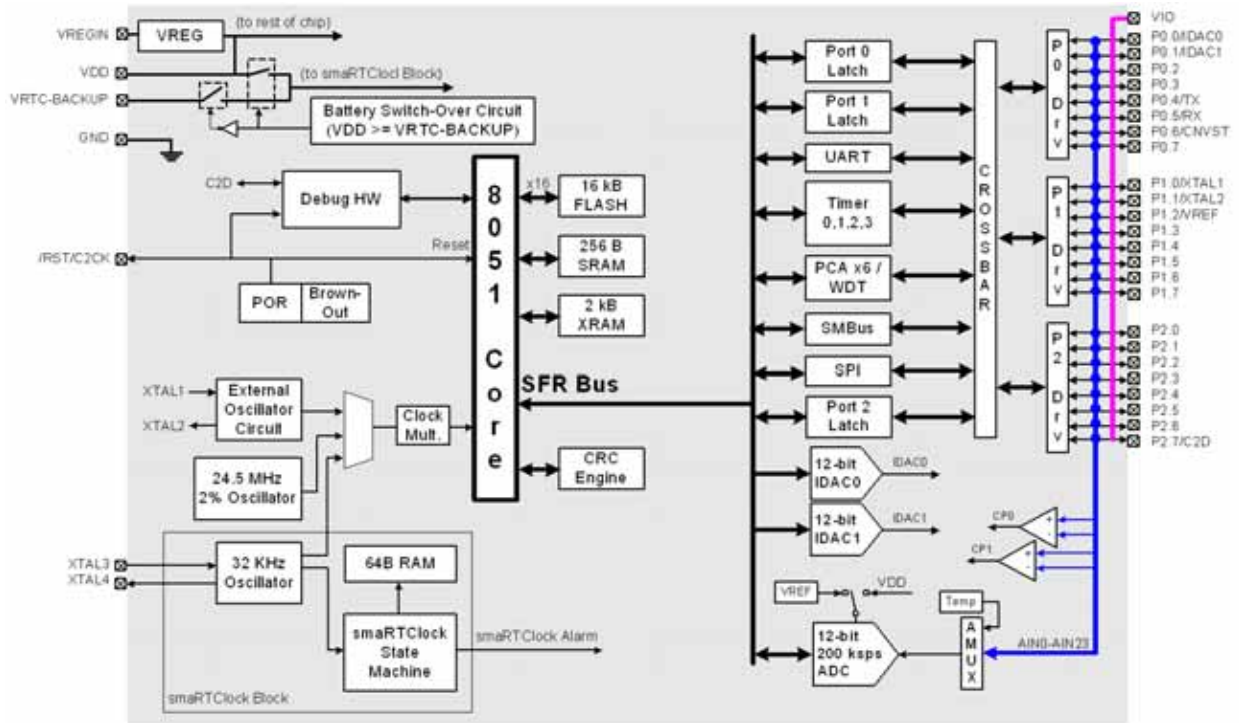 VREGIN
VREG
(to rest of chip)
VDD
(to smaRTClocl Block)
VRTC-BACKUP
Battery Switch-Over Circuit
(VDD >= VRTC-BACKUP)
GND
C2D
Debug HW
/RST/C2CK
Reset
POR
Brown-
Out
8051 Core
x16
16 kB
FLASH
256 B
SRAM
2 kB
XRAM
SFR Bus
CRC
Engine
XTAL1
XTAL2
External
Oscillator
Circuit
Clock
Mult.
24.5 MHz
2% Oscillator
XTAL3
XTAL4
32 KHz
Oscillator
64B RAM
smaRTClock
State
Machine
smaRTClock Alarm
smaRTClock Block
Port 0
Latch
Port 1
Latch
UART
Timer
0,1,2,3
PCA x6 /
WDT
SMBus
SPI
Port 2
Latch
CROSSBAR
12-bit
IDAC0
IDAC0
12-bit
IDAC1
IDAC1
VREF
VDD
12-bit
200 ksps
ADC
Temp
AMUX
AIN0-AIN23
CP0
+
-
CP1
+
-
P0 Drv
P1 Drv
P2 Drv
VIO
P0.0/IDAC0
P0.1/IDAC1
P0.2
P0.3
P0.4/TX
P0.5/RX
P0.6/CNVST
P0.7
P1.0/XTAL1
P1.1/XTAL2
P1.2/VREF
P1.3
P1.4
P1.5
P1.6
P1.7
P2.0
P2.1
P2.2
P2.3
P2.4
P2.5
P2.6
P2.7/C2D